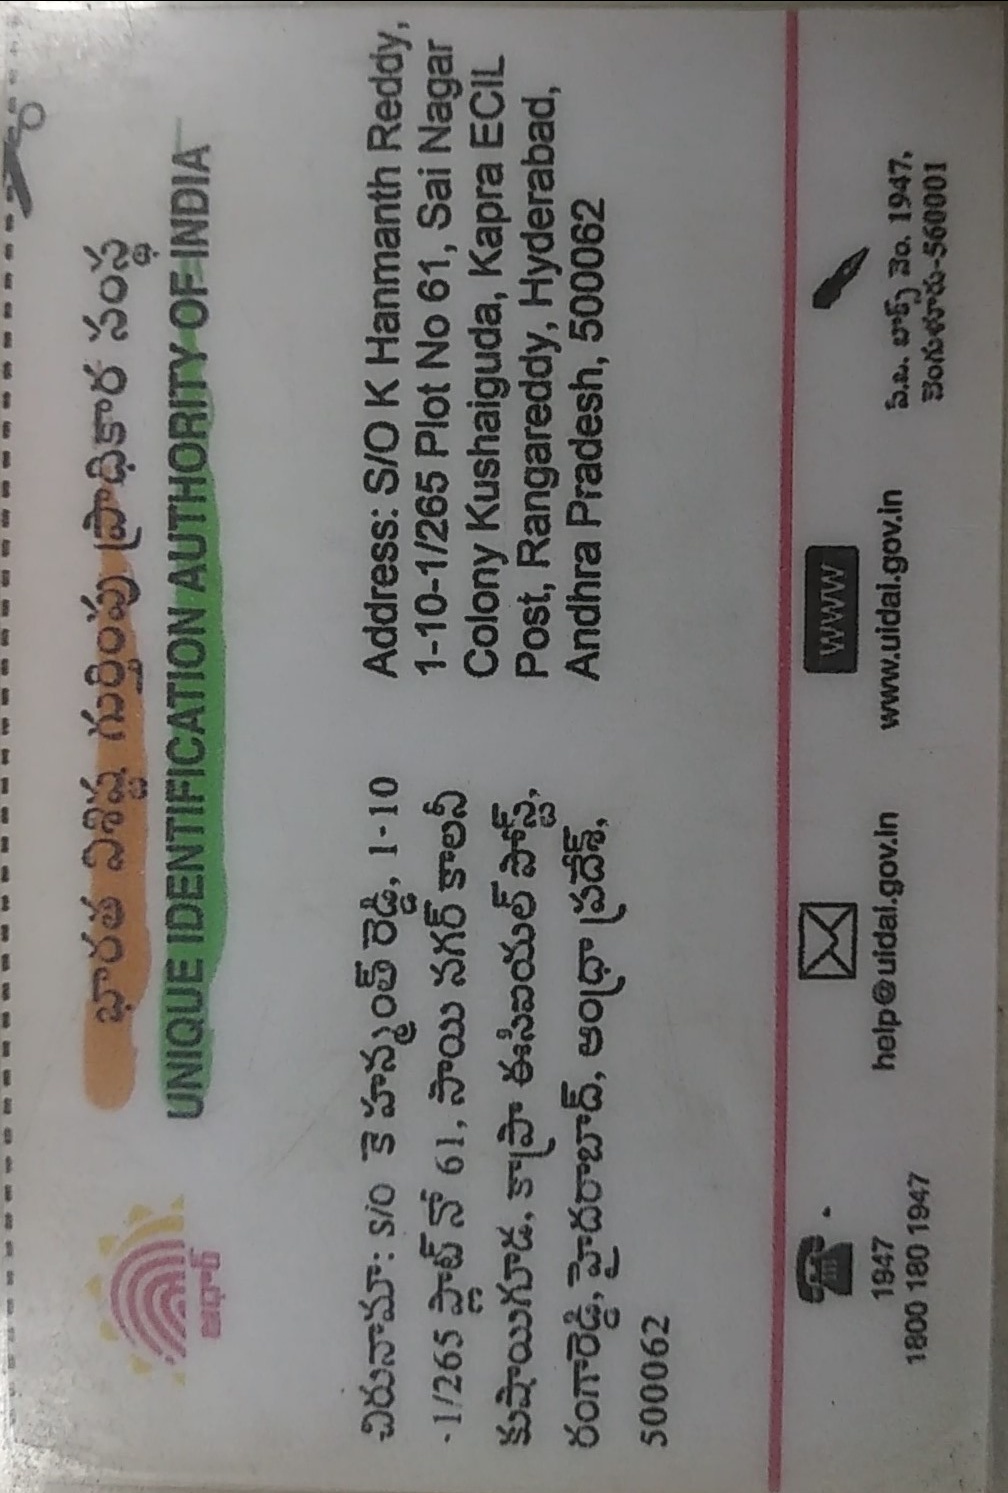 భారత విశిష్ట గుర్తింపు ప్రాధికార సంస్థ
UNIQUE IDENTIFICATION AUTHORITY OF INDIA
ఆధార్
చిరునామా: S/O కె హన్మంత్ రెడ్డి, 1-10
-1/265 ప్లాట్ నో 61, సాయి నగర్ కాలనీ
కుషాయిగూడ, కాప్రా ఈసిఐయల్ పోస్ట్,
రంగారెడ్డి, హైదరాబాద్, ఆంధ్రా ప్రదేశ్,
500062
Address: S/O K Hanmanth Reddy,
1-10-1/265 Plot No 61, Sai Nagar
Colony Kushaiguda, Kapra ECIL
Post, Rangareddy, Hyderabad,
Andhra Pradesh, 500062
1947
1800 180 1947
help@uidai.gov.in
WWW
www.uidai.gov.in
పి.బి. బాక్స్ నెం. 1947,
బెంగుళూరు-560001